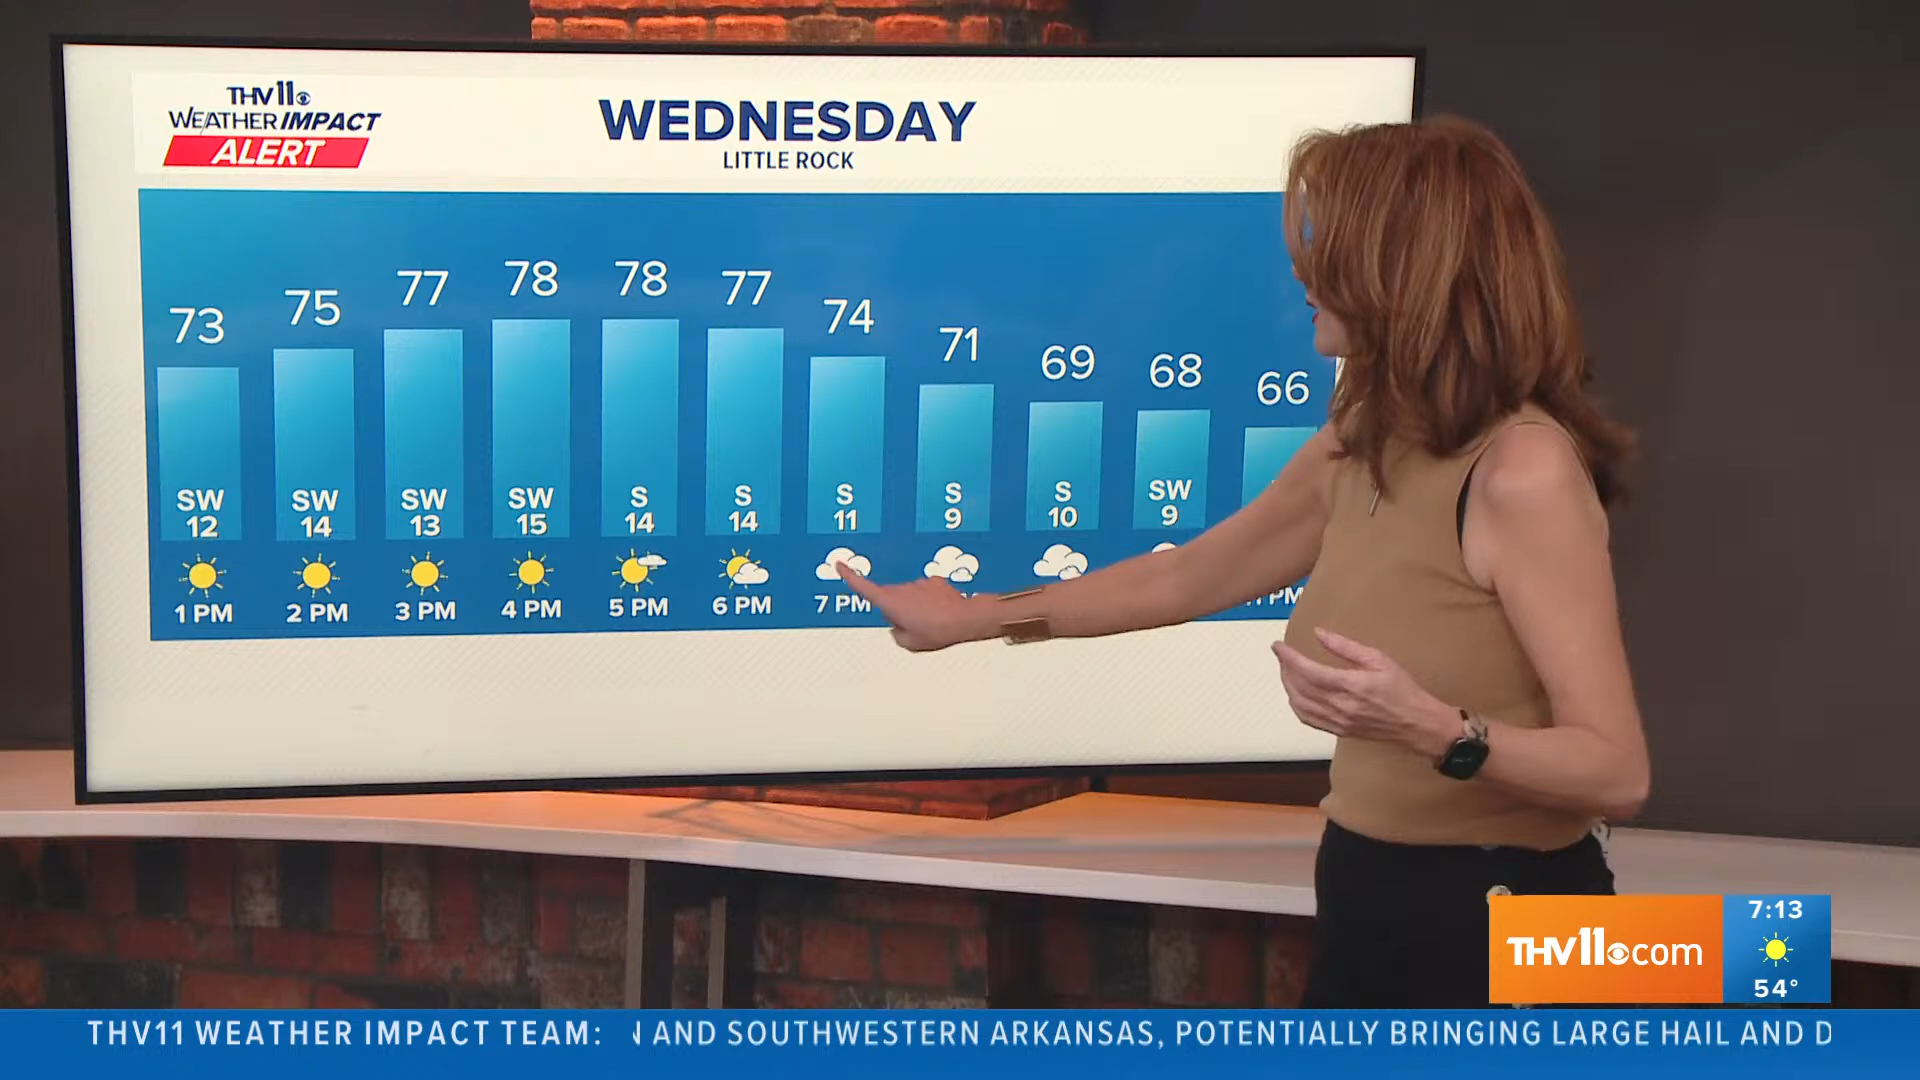 THV11
WEATHER IMPACT
ALERT
WEDNESDAY
LITTLE ROCK
73 75 77 78 78 77 74 71 69 68 66
SW SW SW SW S S S S S SW
12 14 13 15 14 14 11 9 10 9
1 PM 2 PM 3 PM 4 PM 5 PM 6 PM 7 PM
THV11.com
7:13
54°
THV11 WEATHER IMPACT TEAM: N AND SOUTHWESTERN ARKANSAS, POTENTIALLY BRINGING LARGE HAIL AND D